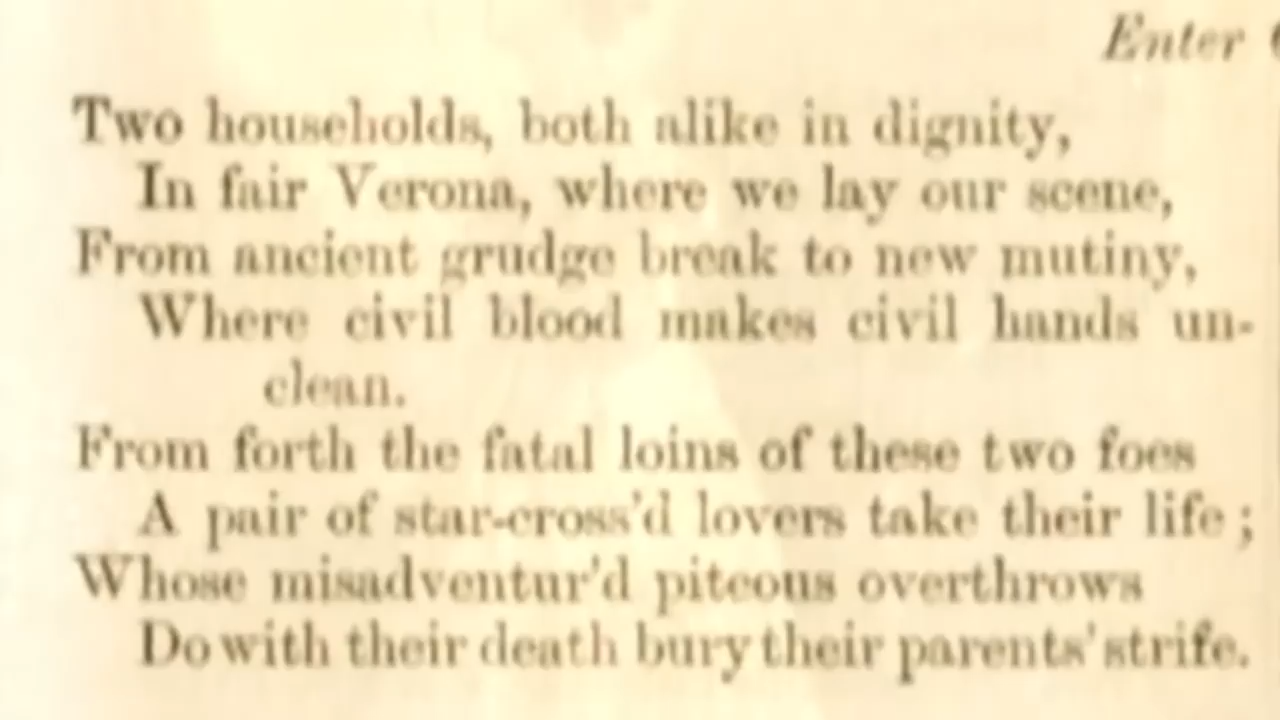 Enter
Two households, both alike in dignity,
In fair Verona, where we lay our scene,
From ancient grudge break to new mutiny,
Where civil blood makes civil hands un-
clean.
From forth the fatal loins of these two foes
A pair of star-cross'd lovers take their life;
Whose misadventur'd piteous overthrows
Do with their death bury their parents' strife.